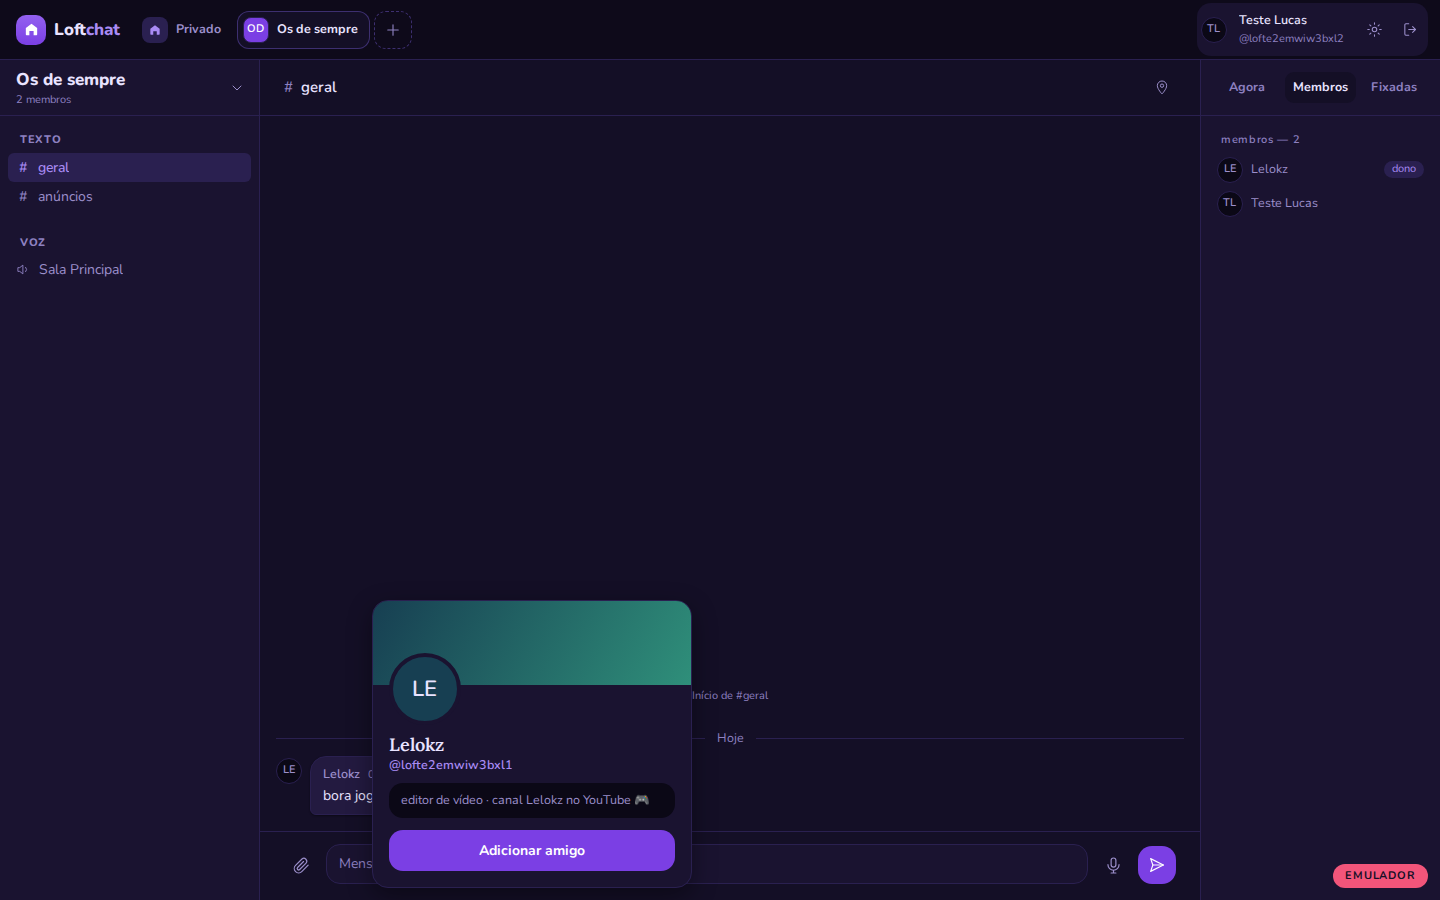 Loftchat
Privado
OD
Os de sempre
TL
Teste Lucas
@lofte2emwiw3bxl2
Os de sempre
2 membros
TEXTO
# geral
# anúncios
VOZ
Sala Principal
# geral
Início de #geral
Hoje
LE
Lelokz
bora jog
Mens
LE
Lelokz
@lofte2emwiw3bxl1
editor de vídeo · canal Lelokz no YouTube 🎮
Adicionar amigo
Agora
Membros
Fixadas
membros — 2
LE
Lelokz
dono
TL
Teste Lucas
EMULADOR